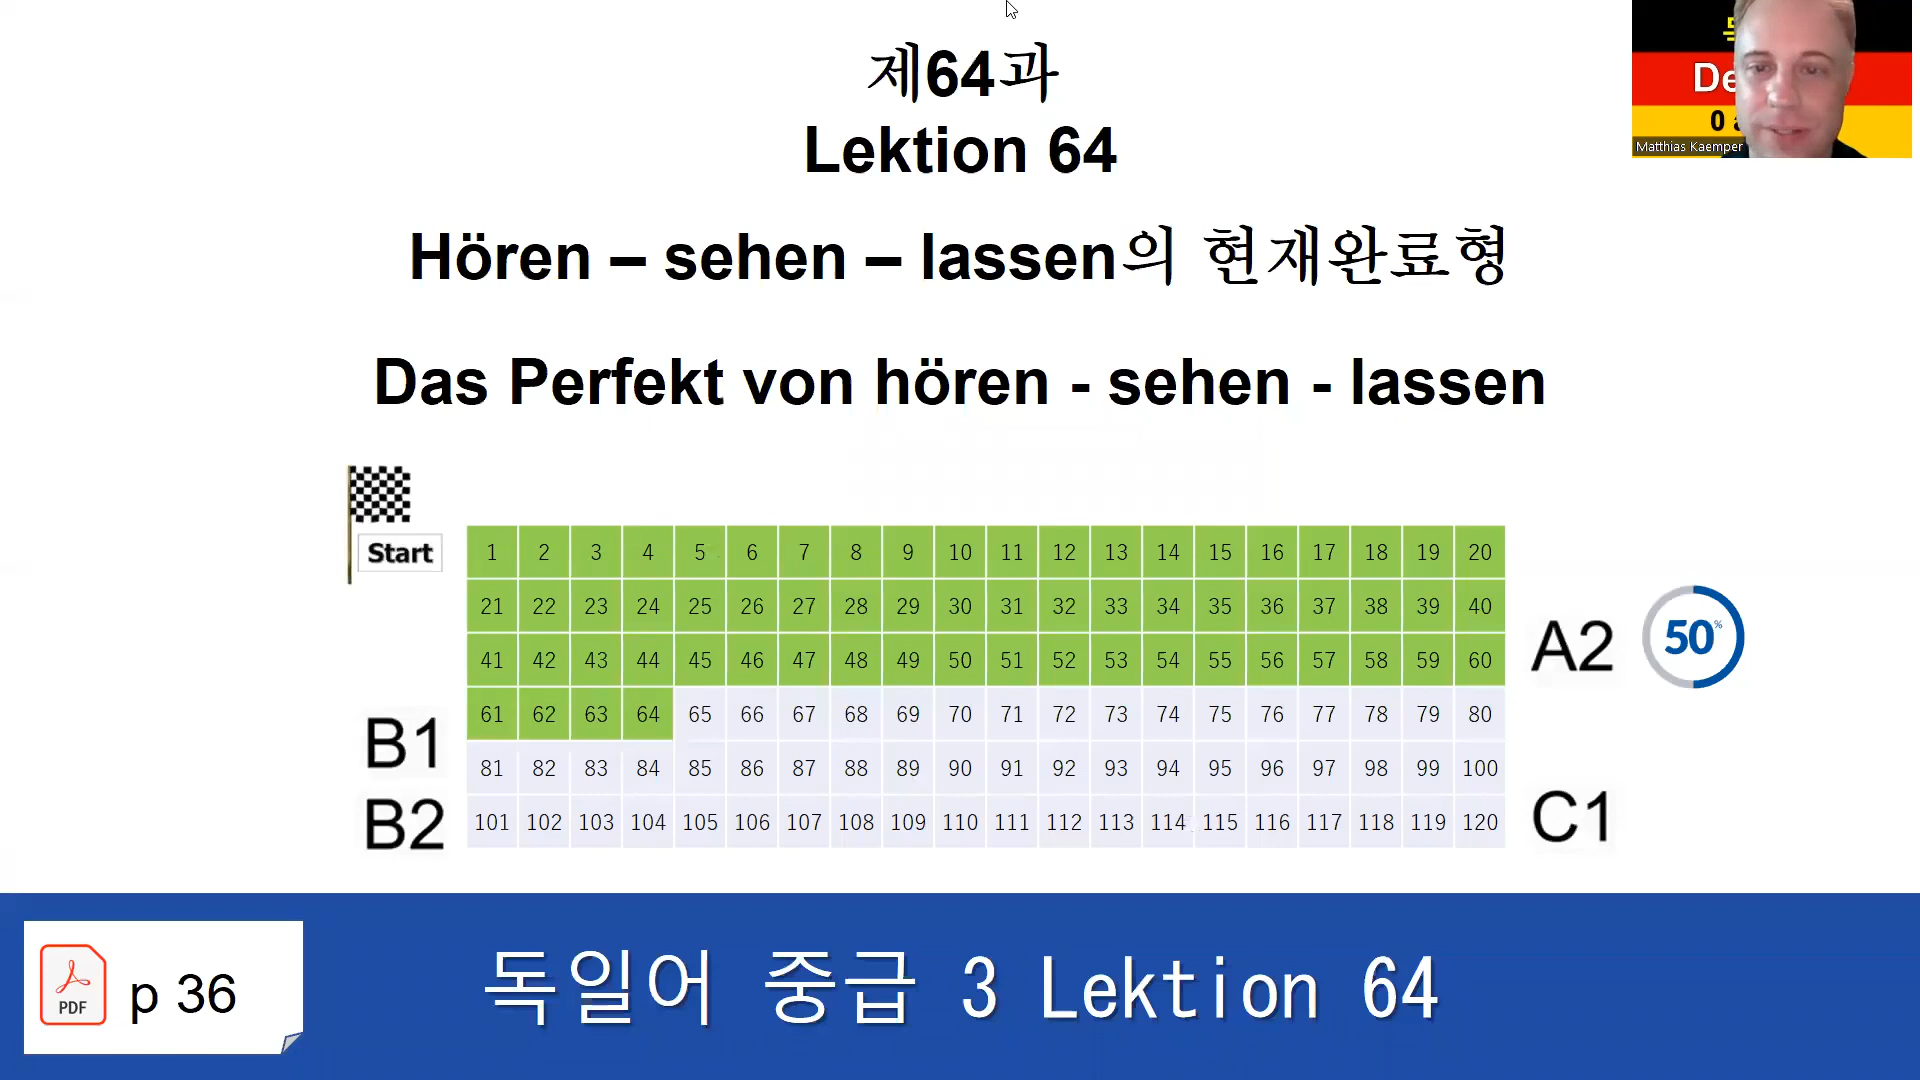 제64과
Lektion 64
Hören – sehen – lassen의 현재완료형
Das Perfekt von hören - sehen - lassen
Matthias Kaemper
Start
1 2 3 4 5 6 7 8 9 10 11 12 13 14 15 16 17 18 19 20
21 22 23 24 25 26 27 28 29 30 31 32 33 34 35 36 37 38 39 40
41 42 43 44 45 46 47 48 49 50 51 52 53 54 55 56 57 58 59 60
A2
50%
B1
61 62 63 64 65 66 67 68 69 70 71 72 73 74 75 76 77 78 79 80
81 82 83 84 85 86 87 88 89 90 91 92 93 94 95 96 97 98 99 100
B2
101 102 103 104 105 106 107 108 109 110 111 112 113 114 115 116 117 118 119 120
C1
PDF
p 36
독일어 중급 3 Lektion 64